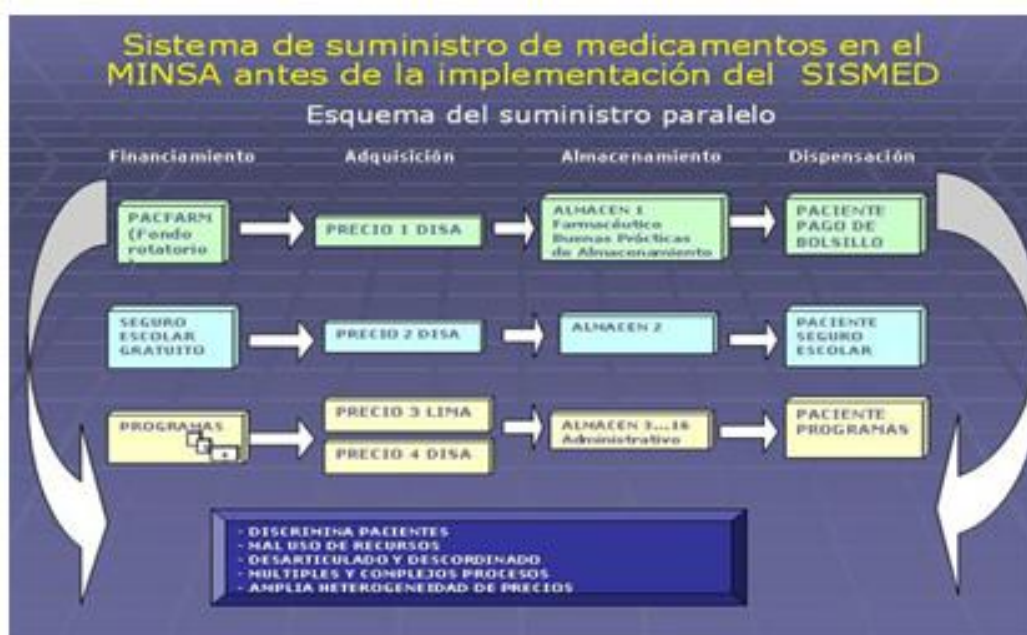 Sistema de suministro de medicamentos en el
MINSA antes de la implementación del SISMED
Esquema del suministro paralelo
Financiamiento Adquisición Almacenamiento Dispensación
PACFARM
(Fondo
rotatorio
)
PRECIO 1 DISA
ALMACEN 1
Farmacéutico
Buenas Prácticas
de Almacenamiento
PACIENTE
PAGO DE
BOLSILLO
SEGURO
ESCOLAR
GRATUITO
PRECIO 2 DISA
ALMACEN 2
PACIENTE
SEGURO
ESCOLAR
PROGRAMAS
PRECIO 3 LIMA
PRECIO 4 DISA
ALMACEN 3...16
Administrativo
PACIENTE
PROGRAMAS
- DISCRIMINA PACIENTES
- MAL USO DE RECURSOS
- DESARTICULADO Y DESCORDINADO
- MULTIPLES Y COMPLEJOS PROCESOS
- AMPLIA HETEROGENEIDAD DE PRECIOS